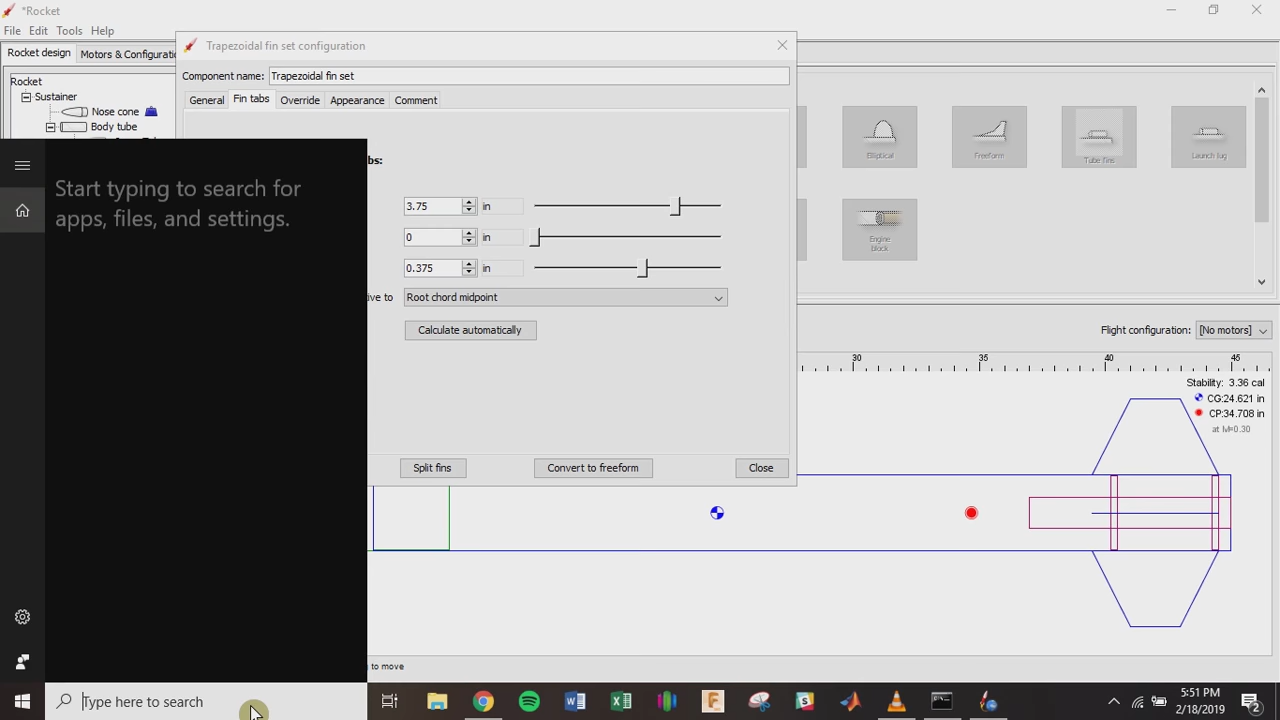 *Rocket
File Edit Tools Help
Rocket design
Motors & Configuratio
Rocket
Sustainer
Nose cone
Body tube
Trapezoidal fin set configuration
Component name: Trapezoidal fin set
General Fin tabs Override Appearance Comment
bs:
3.75 in
0 in
0.375 in
ive to Root chord midpoint
Calculate automatically
Split fins Convert to freeform Close
Elliptical Freeform Tube fins Launch lug
Engine
block
Flight configuration: [No motors]
30 35 40 45
Stability: 3.36 cal
CG:24.621 in
CP:34.708 in
at M=0.30
g to move
Start typing to search for
apps, files, and settings.
Type here to search
5:51 PM
2/18/2019
2